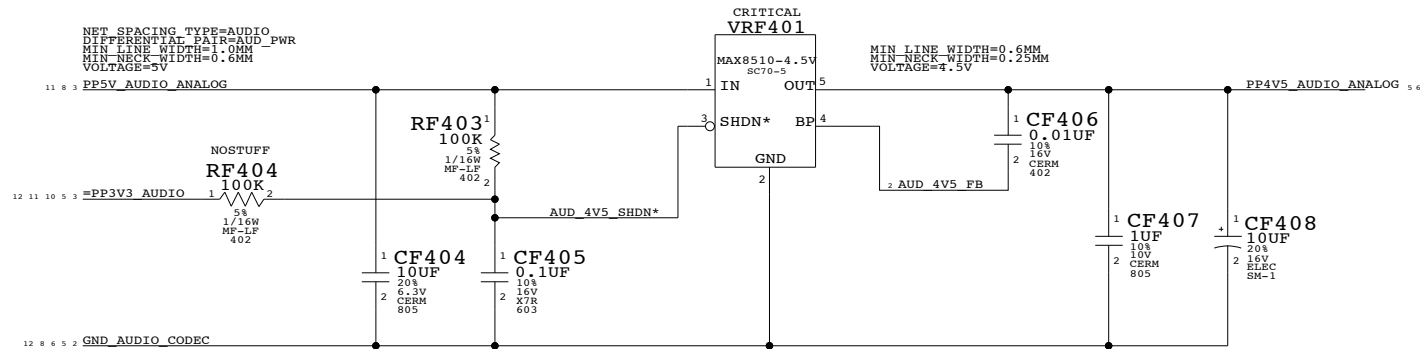 CRITICAL
VRF401
NET_SPACING_TYPE=AUDIO
DIFFERENTIAL_PAIR=AUD_PWR
MIN_LINE_WIDTH=1.0MM
MIN_NECK_WIDTH=0.6MM
VOLTAGE=5V
MAX8510-4.5V
SC70-5
MIN_LINE_WIDTH=0.6MM
MIN_NECK_WIDTH=0.25MM
VOLTAGE=4.5V
11 8 3 PP5V_AUDIO_ANALOG
1 IN OUT 5
PP4V5_AUDIO_ANALOG 5 6
RF403 1
100K
5%
1/16W
MF-LF
402
2
3 SHDN* BP 4
GND
2
1 CF406
0.01UF
10%
16V
2 CERM
402
2 AUD_4V5_FB
NOSTUFF
RF404
100K
12 11 10 5 3 =PP3V3_AUDIO 1 2
5%
1/16W
MF-LF
402
AUD_4V5_SHDN*
1 CF404
10UF
20%
2 6.3V
CERM
805
1 CF405
0.1UF
10%
2 16V
X7R
603
1 CF407
1UF
10%
2 10V
CERM
805
+ 1 CF408
10UF
20%
2 16V
ELEC
SM-1
12 8 6 5 2 GND_AUDIO_CODEC